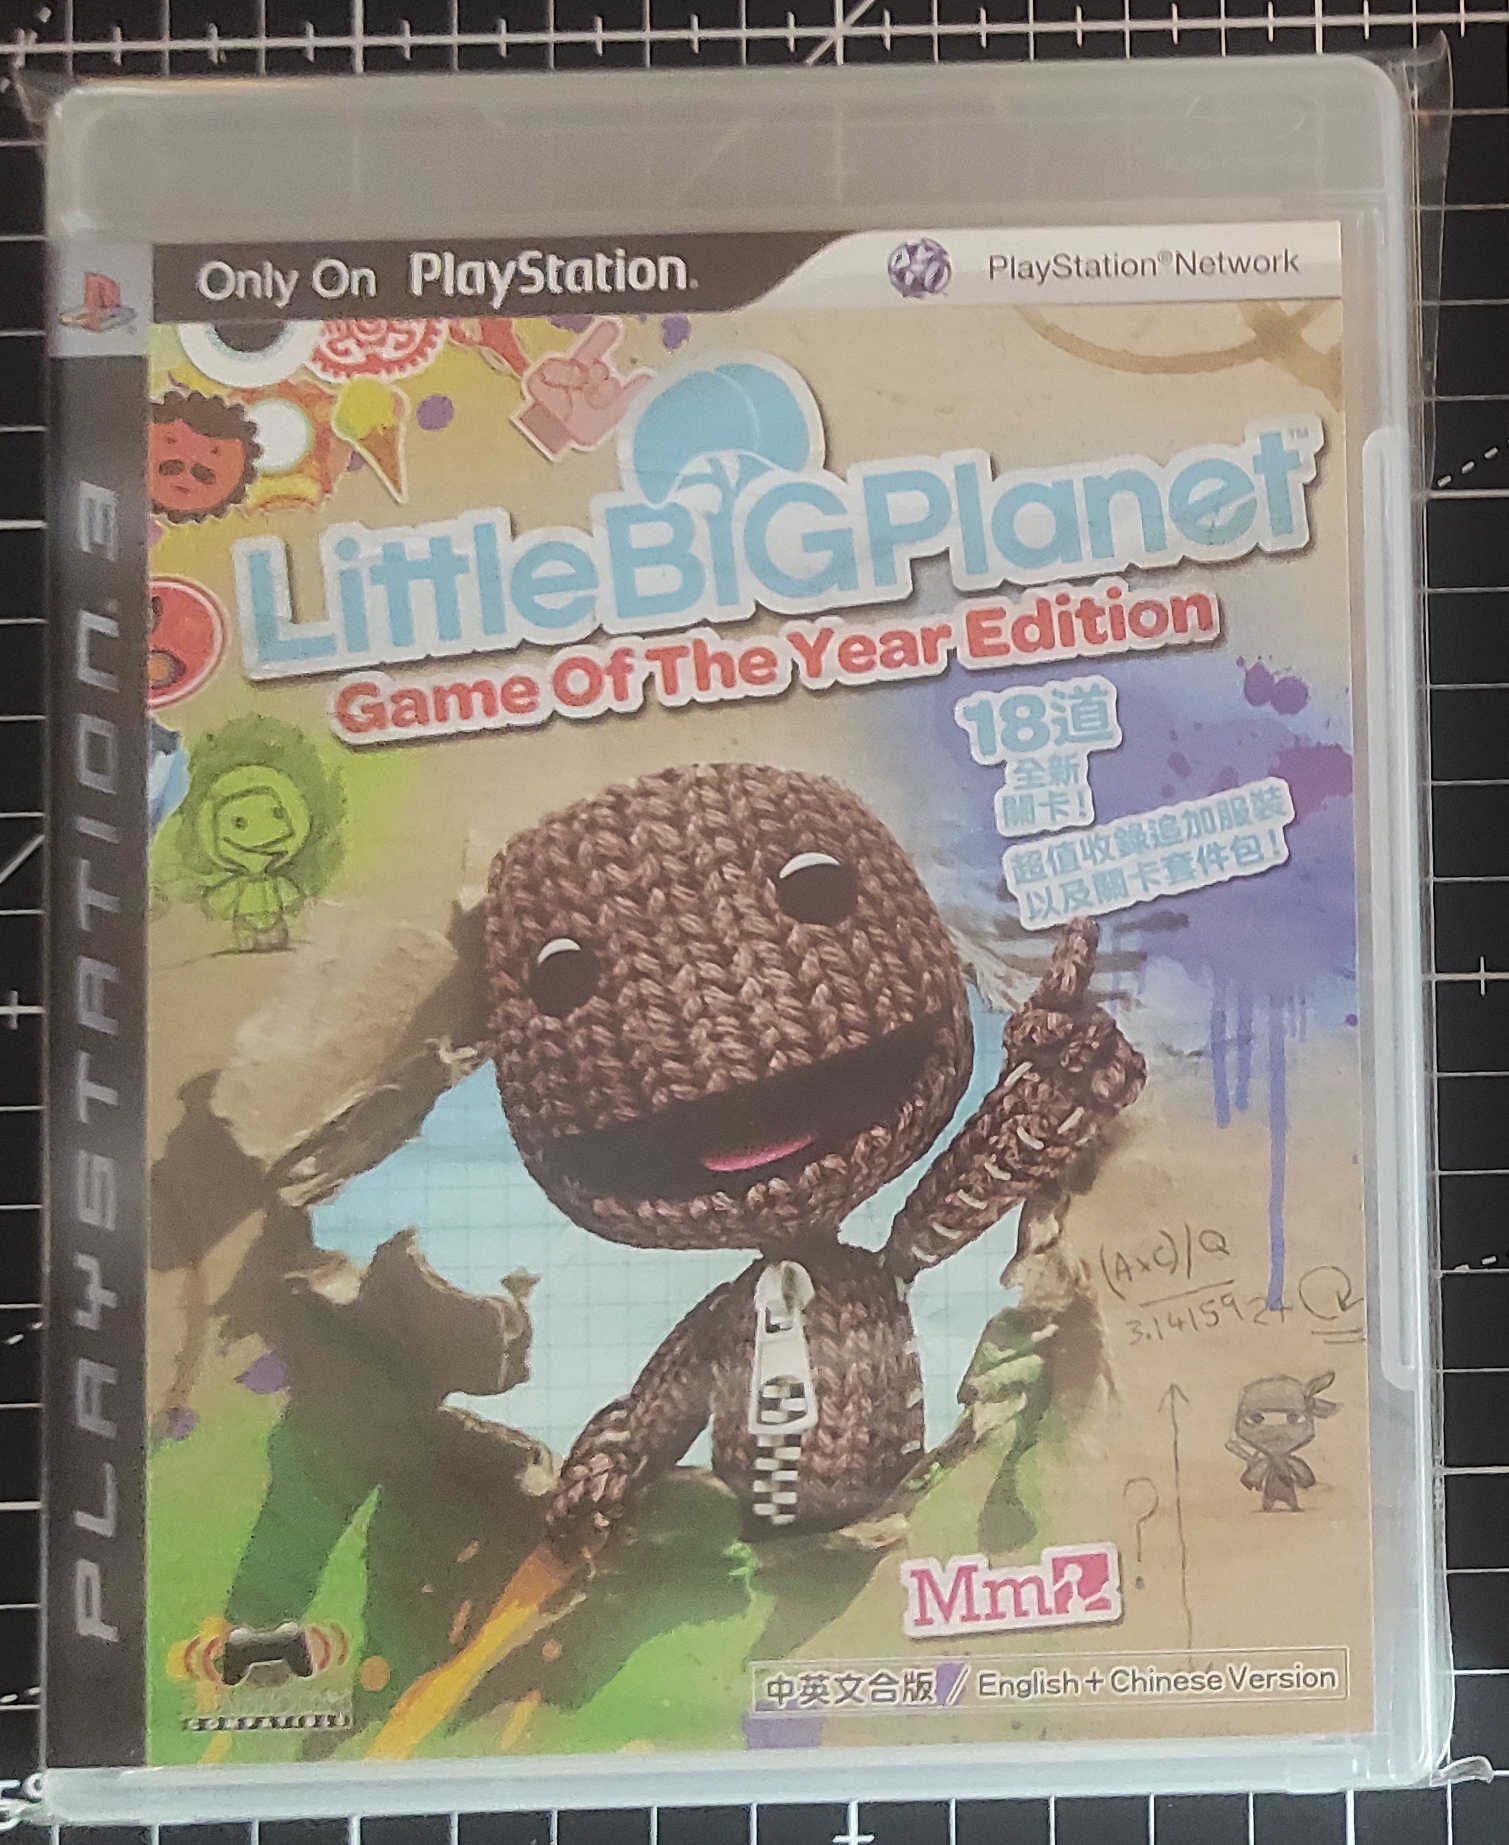 Only On PlayStation®
PlayStation®Network
PLAYSTATION 3
LittleBIGPlanet™
Game Of The Year Edition
18道
全新
關卡!
超值收錄追加服裝
以及關卡套件包!
(AxC)/Q
3.141592+
?
Mm
中英文合版 / English + Chinese Version